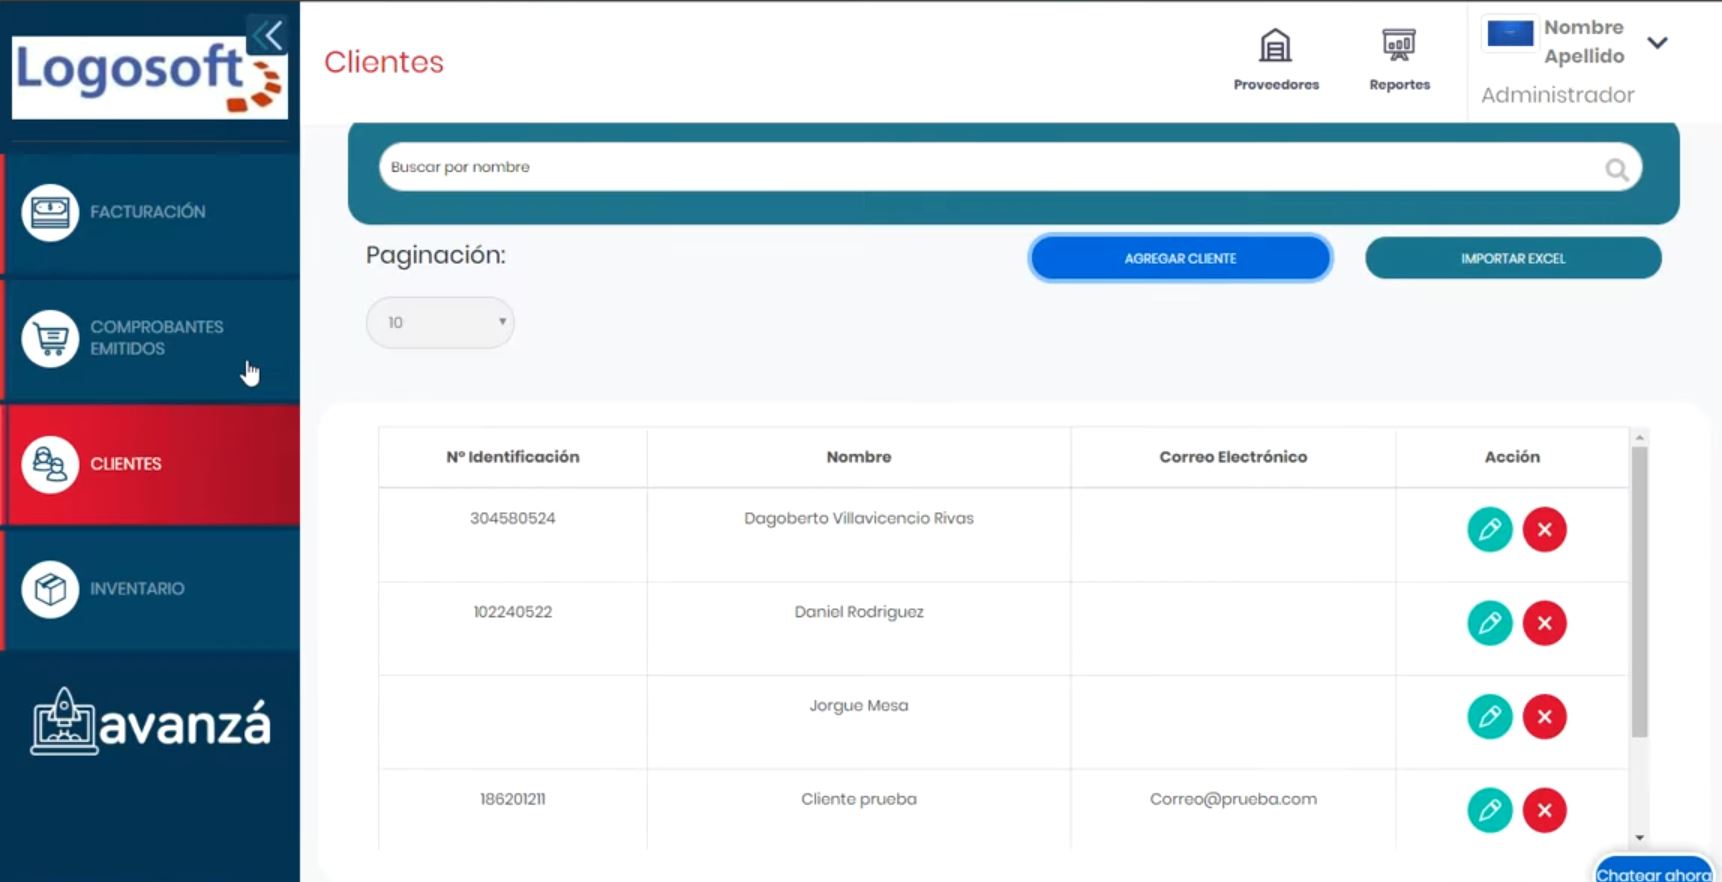 Logosoft
Clientes
Proveedores
Reportes
Nombre
Apellido
Administrador
FACTURACIÓN
COMPROBANTES
EMITIDOS
CLIENTES
INVENTARIO
avanzá
Buscar por nombre
Paginación:
AGREGAR CLIENTE
IMPORTAR EXCEL
10
N° Identificación Nombre Correo Electrónico Acción
304580524 Dagoberto Villavicencio Rivas
102240522 Daniel Rodriguez
Jorgue Mesa
186201211 Cliente prueba Correo@prueba.com
Chatear ahora